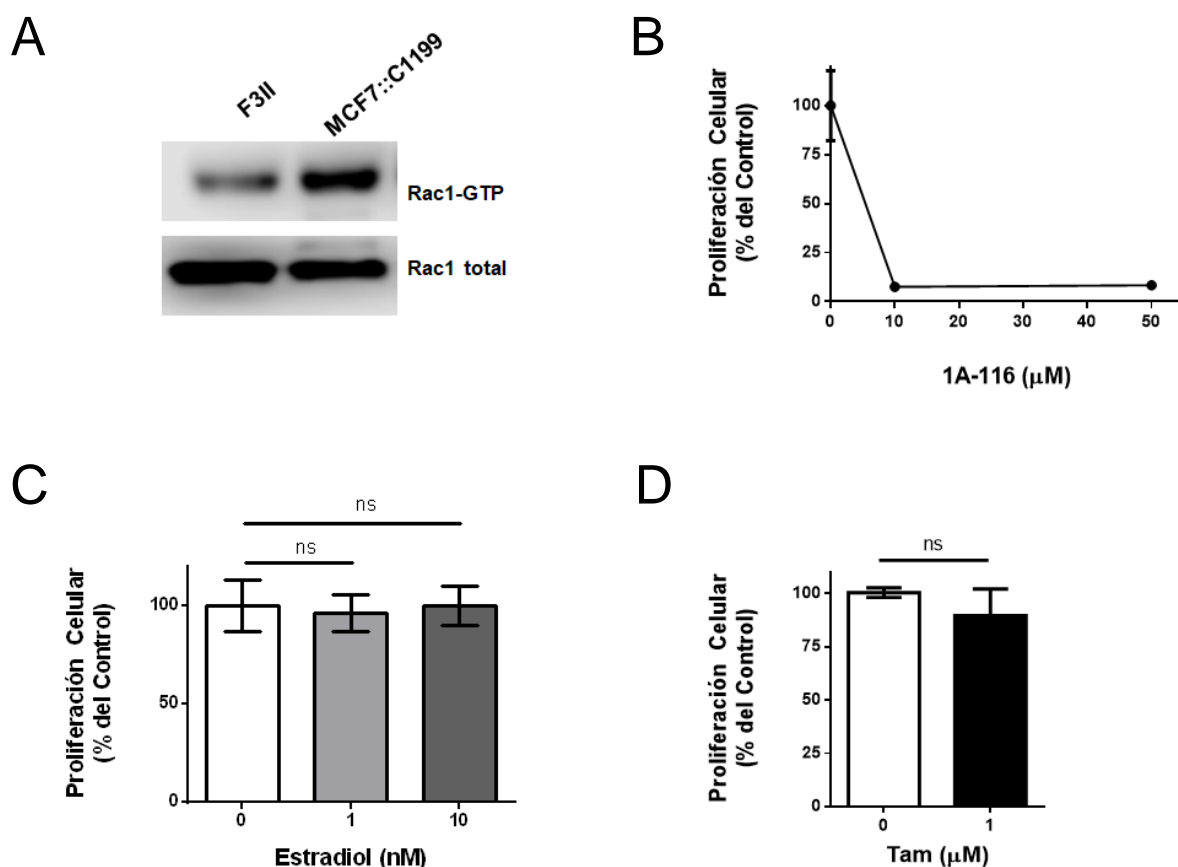 A
F3II
MCF7::C1199
Rac1-GTP
Rac1 total
B
Proliferación Celular
(% del Control)
100
75
50
25
0
0 10 20 30 40 50
1A-116 (μM)
C
ns
ns
Proliferación Celular
(% del Control)
100
50
0
0 1 10
Estradiol (nM)
D
ns
Proliferación Celular
(% del Control)
100
75
50
25
0
0 1
Tam (μM)